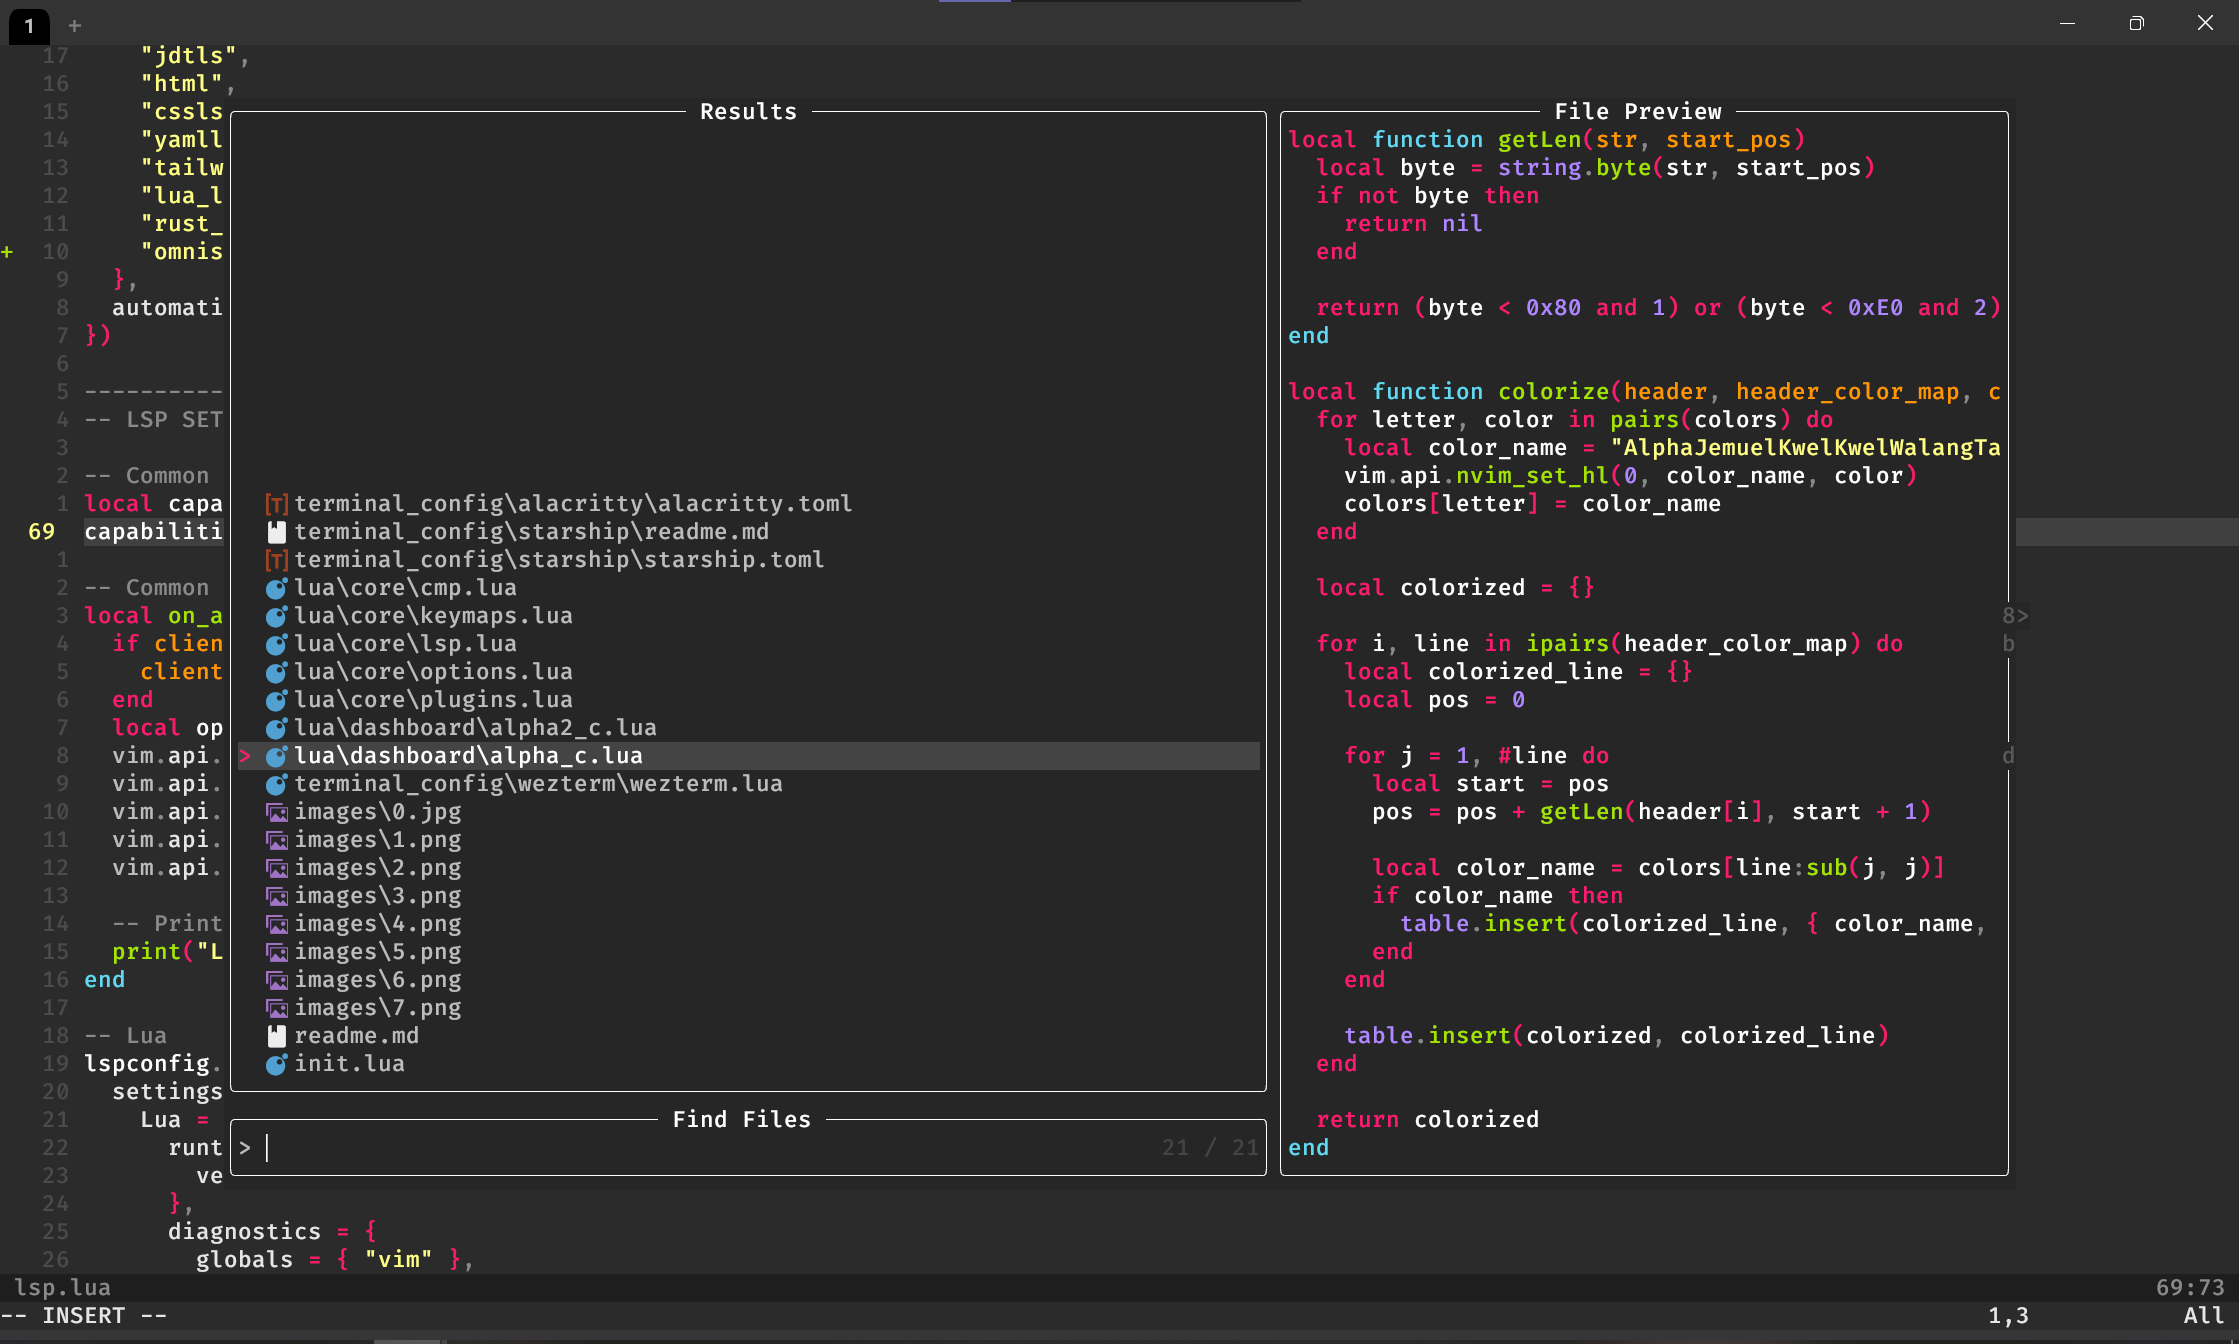 1 +
17 "jdtls",
16 "html",
15 "cssls
14 "yamll
13 "tailw
12 "lua_l
11 "rust_
+ 10 "omnis
9 },
8 automati
7 })
6
5 ----------
4 -- LSP SET
3
2 -- Common
1 local capa
69 capabiliti
1
2 -- Common
3 local on_a
4 if clien
5 client
6 end
7 local op
8 vim.api.
9 vim.api.
10 vim.api.
11 vim.api.
12 vim.api.
13
14 -- Print
15 print("L
16 end
17
18 -- Lua
19 lspconfig.
20 settings
21 Lua =
22 runt
23 ve
24 },
25 diagnostics = {
26 globals = { "vim" },
Results
[T] terminal_config\alacritty\alacritty.toml
terminal_config\starship\readme.md
[T] terminal_config\starship\starship.toml
lua\core\cmp.lua
lua\core\keymaps.lua
lua\core\lsp.lua
lua\core\options.lua
lua\core\plugins.lua
lua\dashboard\alpha2_c.lua
> lua\dashboard\alpha_c.lua
terminal_config\wezterm\wezterm.lua
images\0.jpg
images\1.png
images\2.png
images\3.png
images\4.png
images\5.png
images\6.png
images\7.png
readme.md
init.lua
Find Files
> 21 / 21
File Preview
local function getLen(str, start_pos)
local byte = string.byte(str, start_pos)
if not byte then
return nil
end
return (byte < 0x80 and 1) or (byte < 0xE0 and 2)
end
local function colorize(header, header_color_map, c
for letter, color in pairs(colors) do
local color_name = "AlphaJemuelKwelKwelWalangTa
vim.api.nvim_set_hl(0, color_name, color)
colors[letter] = color_name
end
local colorized = {}
for i, line in ipairs(header_color_map) do
local colorized_line = {}
local pos = 0
for j = 1, #line do
local start = pos
pos = pos + getLen(header[i], start + 1)
local color_name = colors[line:sub(j, j)]
if color_name then
table.insert(colorized_line, { color_name,
end
end
table.insert(colorized, colorized_line)
end
return colorized
end
8>
b
d
lsp.lua 69:73
-- INSERT -- 1,3 All